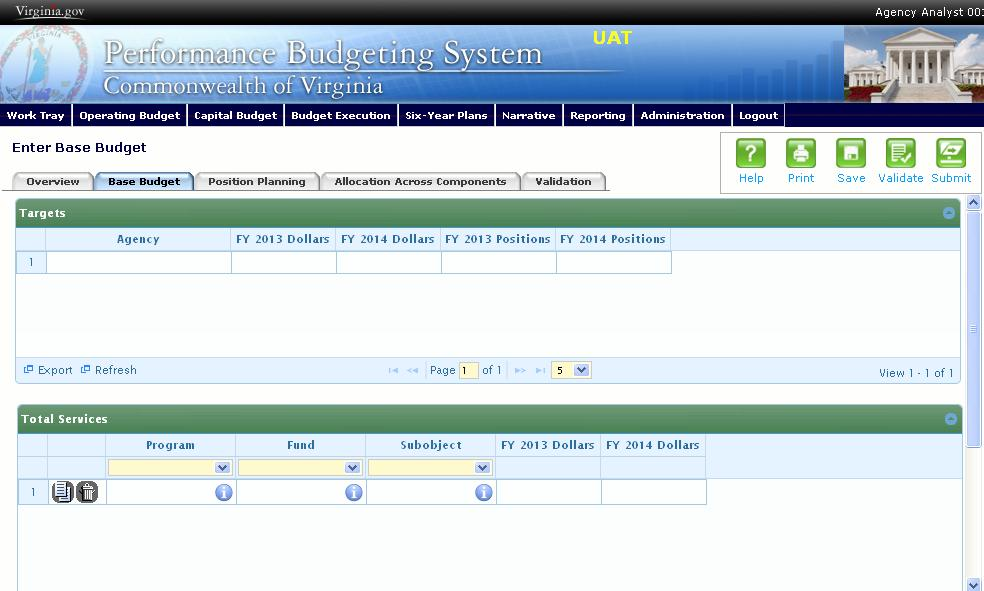 Virginia.gov Agency Analyst 001
UAT
Performance Budgeting System
Commonwealth of Virginia
Work Tray Operating Budget Capital Budget Budget Execution Six-Year Plans Narrative Reporting Administration Logout
Enter Base Budget
Help Print Save Validate Submit
Overview Base Budget Position Planning Allocation Across Components Validation
Targets
Agency FY 2013 Dollars FY 2014 Dollars FY 2013 Positions FY 2014 Positions
1
Export Refresh Page 1 of 1 5 View 1 - 1 of 1
Total Services
Program Fund Subobject FY 2013 Dollars FY 2014 Dollars
1